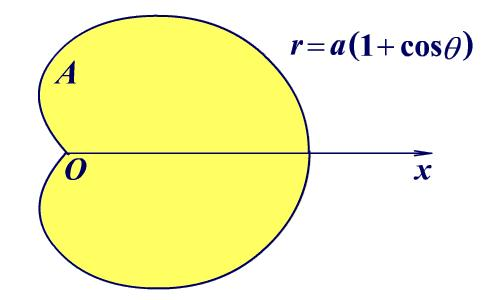 r=a(1+cosθ)
A
O
x